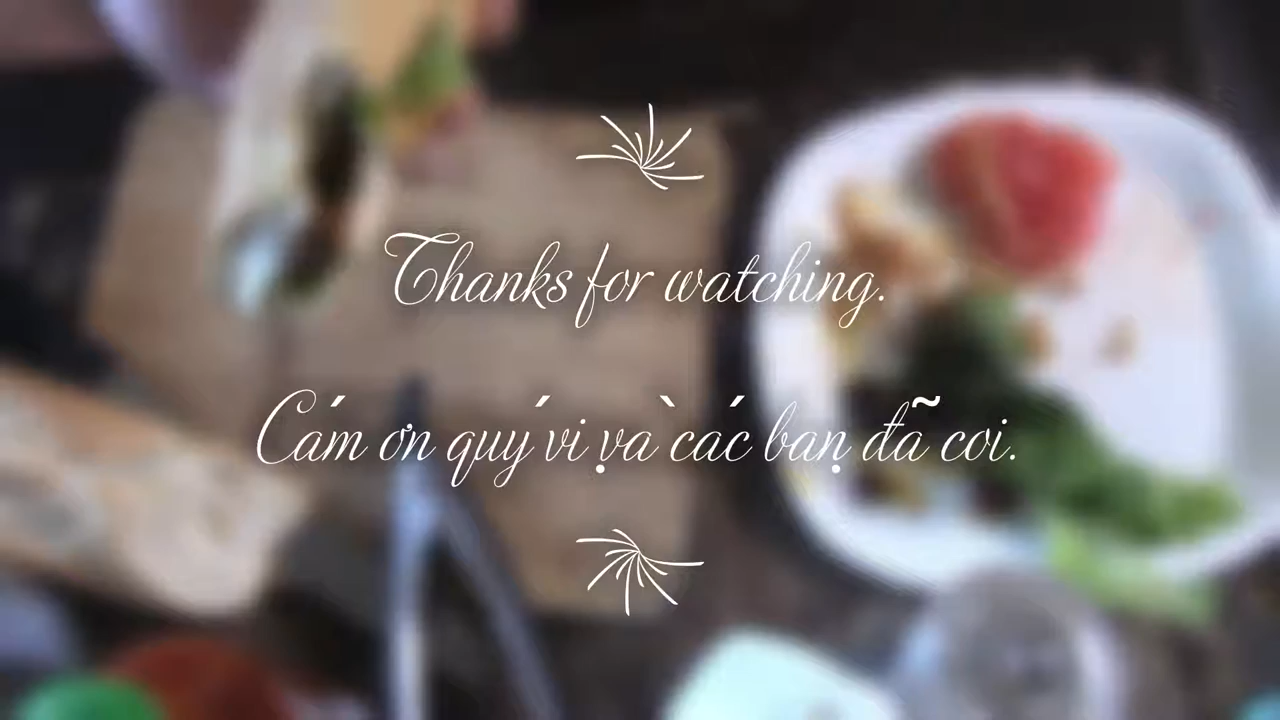 Thanks for watching.
Cám ơn quý vị và các bạn đã coi.